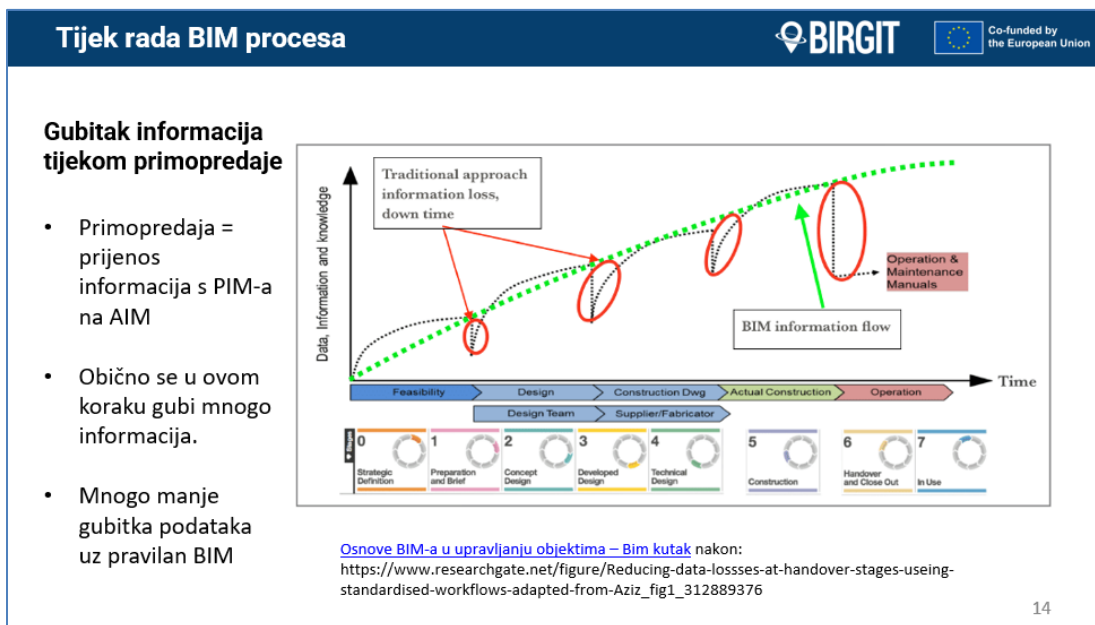 Tijek rada BIM procesa
BIRGIT
Co-funded by
the European Union
Gubitak informacija
tijekom primopredaje
• Primopredaja =
prijenos
informacija s PIM-a
na AIM
• Obično se u ovom
koraku gubi mnogo
informacija.
• Mnogo manje
gubitka podataka
uz pravilan BIM
Data, Information and knowledge
Traditional approach
information loss,
down time
Operation &
Maintenance
Manuals
BIM information flow
Time
Feasibility
Design
Construction Dwg
Actual Construction
Operation
Design Team
Supplier/Fabricator
Stages
0
Strategic
Definition
1
Preparation
and Brief
2
Concept
Design
3
Developed
Design
4
Technical
Design
5
Construction
6
Handover
and Close Out
7
In Use
Osnove BIM-a u upravljanju objektima – Bim kutak nakon:
https://www.researchgate.net/figure/Reducing-data-lossses-at-handover-stages-useing-
standardised-workflows-adapted-from-Aziz_fig1_312889376
14